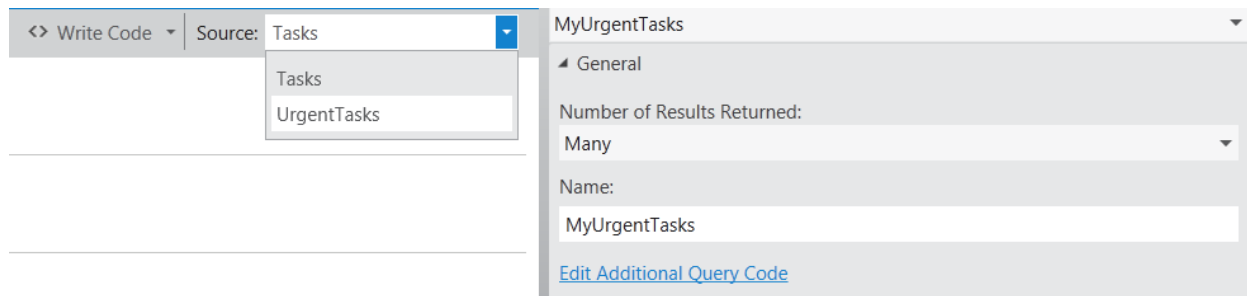 <> Write Code Source: Tasks
Tasks
UrgentTasks
MyUrgentTasks
General
Number of Results Returned:
Many
Name:
MyUrgentTasks
Edit Additional Query Code